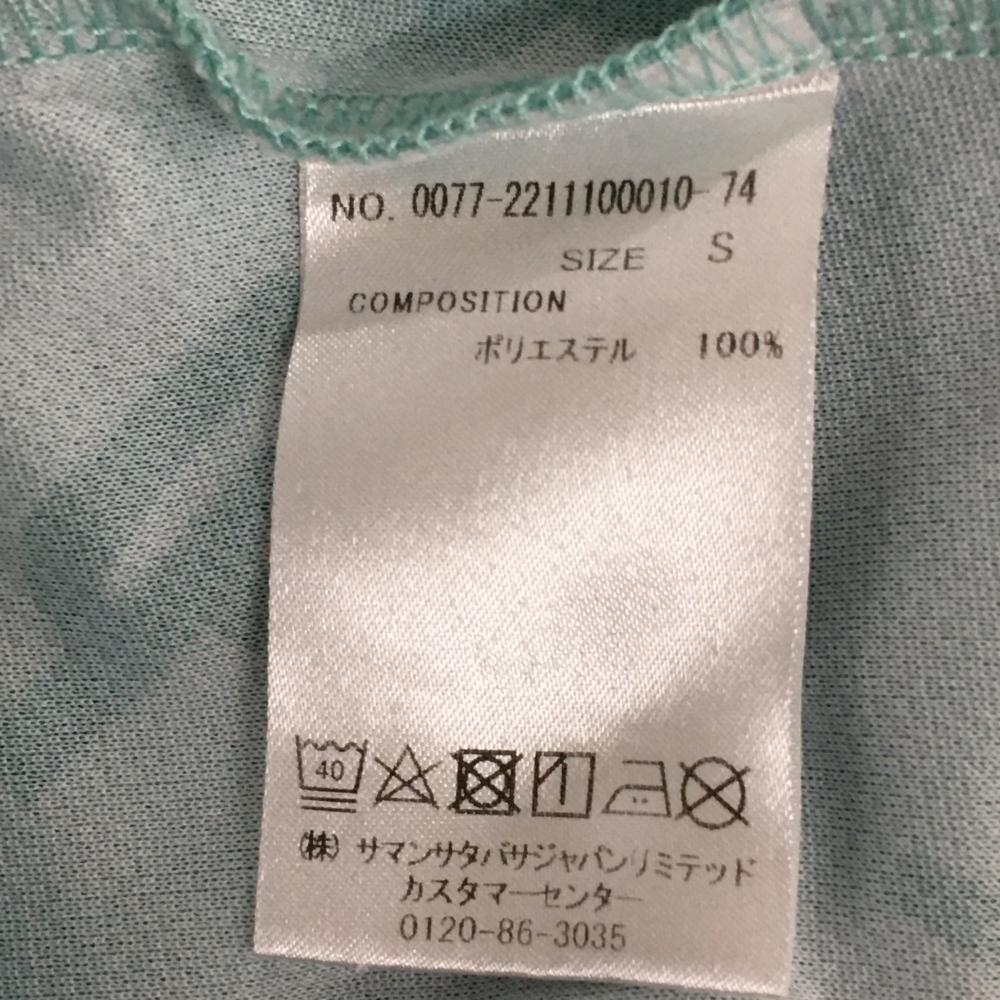 NO. 0077-2211100010-74
SIZE S
COMPOSITION
ポリエステル 100%
40
㈱ サマンサタバサジャパンリミテッド
カスタマーセンター
0120-86-3035